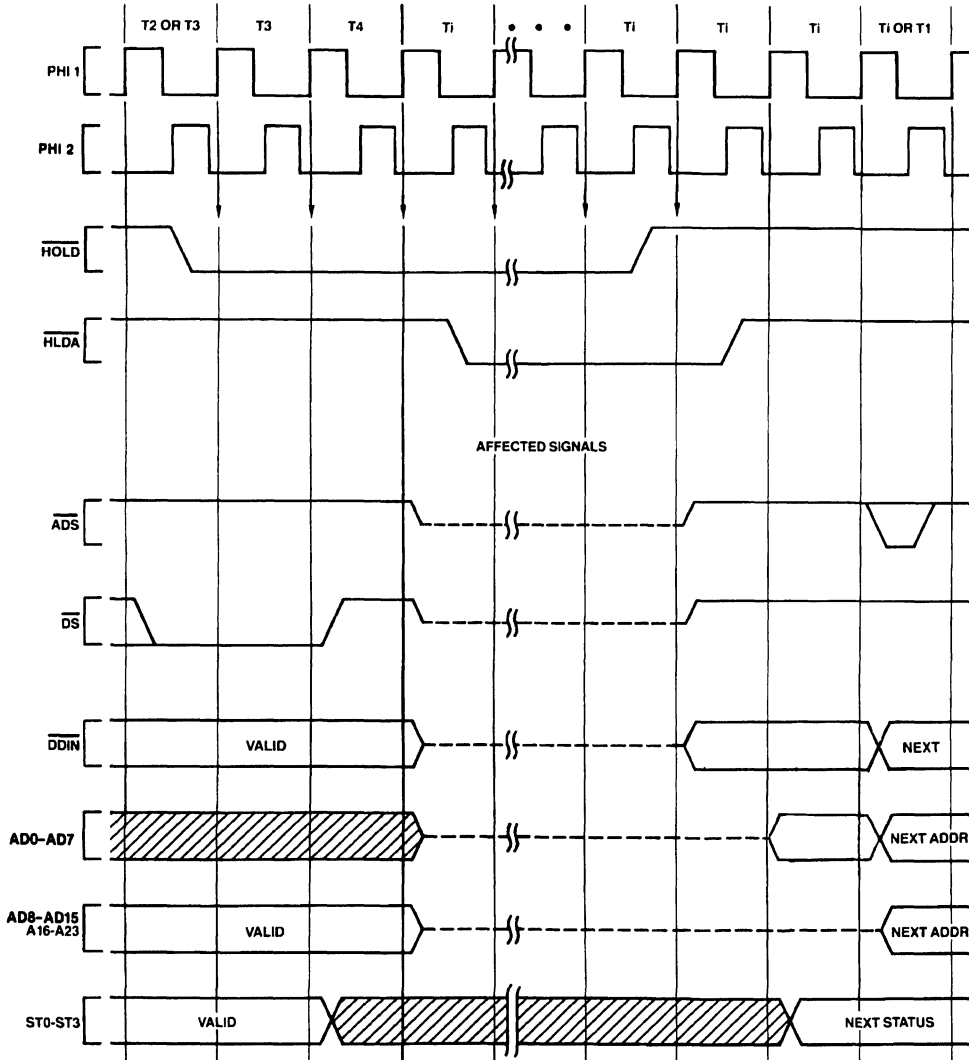 T2 OR T3 T3 T4 Ti • • • Ti Ti Ti Ti OR T1
PHI 1
PHI 2
HOLD
HLDA
AFFECTED SIGNALS
ADS
DS
DDIN VALID NEXT
AD0–AD7 NEXT ADDR
AD8–AD15
A16-A23 VALID NEXT ADDR
ST0-ST3 VALID NEXT STATUS